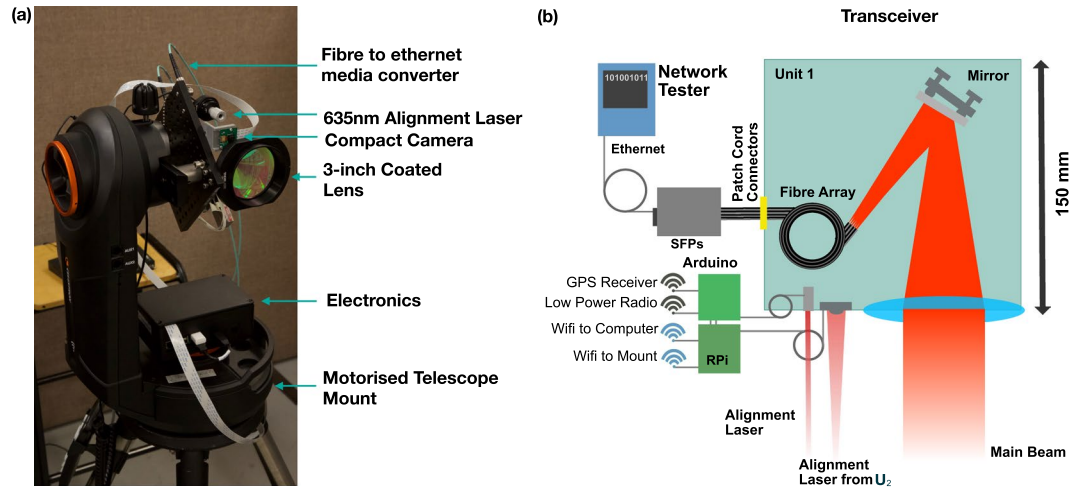 (a)
Fibre to ethernet
media converter
635nm Alignment Laser
Compact Camera
3-inch Coated
Lens
Electronics
Motorised Telescope
Mount
(b)
Transceiver
Unit 1
Mirror
101001011
Network
Tester
Ethernet
Patch Cord
Connectors
Fibre Array
SFPs
150 mm
Arduino
GPS Receiver
Low Power Radio
Wifi to Computer
Wifi to Mount
RPi
Alignment
Laser
Main Beam
Alignment
Laser from U₂